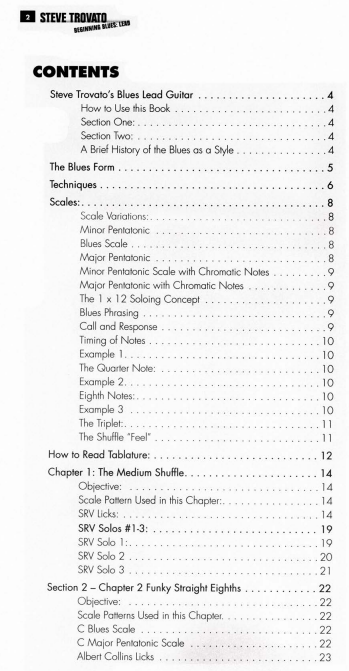 2 STEVE TROVATO
BEGINNING BLUES: LEAD
CONTENTS
Steve Trovato's Blues Lead Guitar . . . . . . . . . . . . . . . . . . . . 4
How to Use this Book . . . . . . . . . . . . . . . . . . . . . . . 4
Section One: . . . . . . . . . . . . . . . . . . . . . . . . . . . . 4
Section Two: . . . . . . . . . . . . . . . . . . . . . . . . . . . . 4
A Brief History of the Blues as a Style . . . . . . . . . . . . . . 4
The Blues Form . . . . . . . . . . . . . . . . . . . . . . . . . . . . . . . 5
Techniques . . . . . . . . . . . . . . . . . . . . . . . . . . . . . . . . . . 6
Scales: . . . . . . . . . . . . . . . . . . . . . . . . . . . . . . . . . . . . . 8
Scale Variations: . . . . . . . . . . . . . . . . . . . . . . . . . . 8
Minor Pentatonic . . . . . . . . . . . . . . . . . . . . . . . . . . 8
Blues Scale . . . . . . . . . . . . . . . . . . . . . . . . . . . . . . 8
Major Pentatonic . . . . . . . . . . . . . . . . . . . . . . . . . . 8
Minor Pentatonic Scale with Chromatic Notes . . . . . . . . . 9
Major Pentatonic with Chromatic Notes . . . . . . . . . . . . . 9
The 1 x 12 Soloing Concept . . . . . . . . . . . . . . . . . . . 9
Blues Phrasing . . . . . . . . . . . . . . . . . . . . . . . . . . . . 9
Call and Response . . . . . . . . . . . . . . . . . . . . . . . . . 9
Timing of Notes . . . . . . . . . . . . . . . . . . . . . . . . . . 10
Example 1. . . . . . . . . . . . . . . . . . . . . . . . . . . . . . 10
The Quarter Note: . . . . . . . . . . . . . . . . . . . . . . . . 10
Example 2. . . . . . . . . . . . . . . . . . . . . . . . . . . . . . 10
Eighth Notes: . . . . . . . . . . . . . . . . . . . . . . . . . . . . 10
Example 3 . . . . . . . . . . . . . . . . . . . . . . . . . . . . . 10
The Triplet: . . . . . . . . . . . . . . . . . . . . . . . . . . . . . . 11
The Shuffle "Feel" . . . . . . . . . . . . . . . . . . . . . . . . . 11
How to Read Tablature: . . . . . . . . . . . . . . . . . . . . . . . . . 12
Chapter 1: The Medium Shuffle. . . . . . . . . . . . . . . . . . . . . 14
Objective: . . . . . . . . . . . . . . . . . . . . . . . . . . . . . 14
Scale Pattern Used in this Chapter: . . . . . . . . . . . . . . . 14
SRV Licks: . . . . . . . . . . . . . . . . . . . . . . . . . . . . . . 14
SRV Solos #1-3: . . . . . . . . . . . . . . . . . . . . . . . . . . 19
SRV Solo 1: . . . . . . . . . . . . . . . . . . . . . . . . . . . . . 19
SRV Solo 2 . . . . . . . . . . . . . . . . . . . . . . . . . . . . . 20
SRV Solo 3 . . . . . . . . . . . . . . . . . . . . . . . . . . . . . 21
Section 2 – Chapter 2 Funky Straight Eighths . . . . . . . . . . . . 22
Objective: . . . . . . . . . . . . . . . . . . . . . . . . . . . . . 22
Scale Patterns Used in this Chapter. . . . . . . . . . . . . . . 22
C Blues Scale . . . . . . . . . . . . . . . . . . . . . . . . . . . 22
C Major Pentatonic Scale . . . . . . . . . . . . . . . . . . . . 22
Albert Collins Licks . . . . . . . . . . . . . . . . . . . . . . . . 23